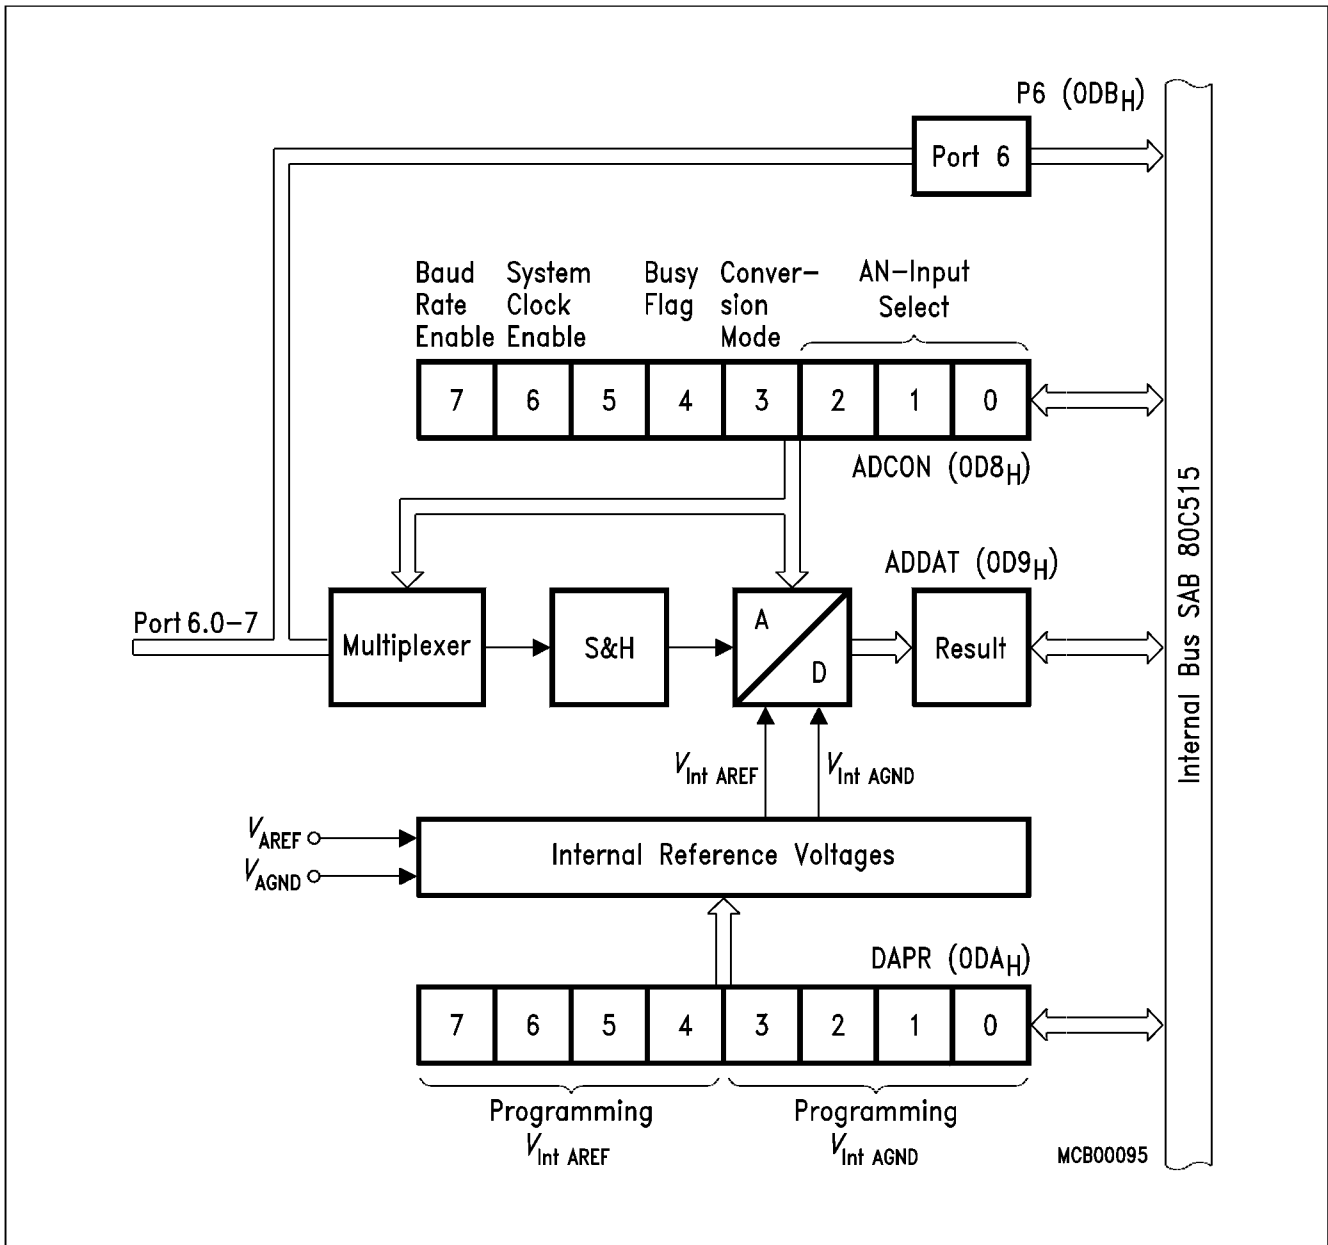 P6 (0DBH)
Port 6
Baud Rate Enable
System Clock Enable
Busy Flag
Conver-
sion
Mode
AN-Input
Select
7 6 5 4 3 2 1 0
ADCON (0D8H)
ADDAT (0D9H)
Port 6.0-7
Multiplexer
S&H
A
D
Result
Internal Bus SAB 80C515
VInt AREF
VInt AGND
VAREF
VAGND
Internal Reference Voltages
DAPR (0DAH)
7 6 5 4 3 2 1 0
Programming
VInt AREF
Programming
VInt AGND
MCB00095